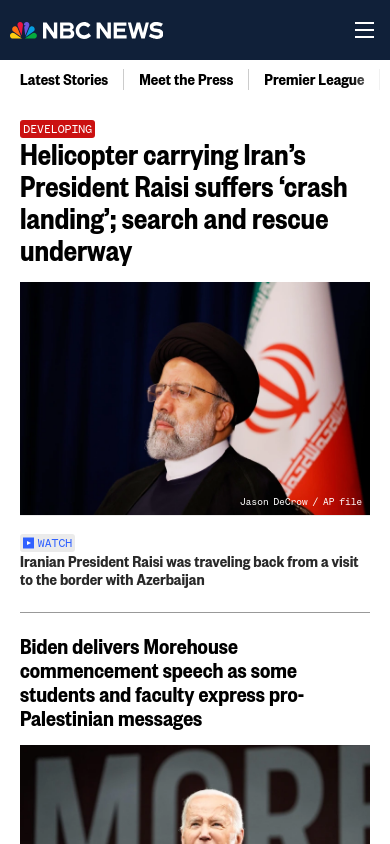 NBC NEWS
Latest Stories
Meet the Press
Premier League
DEVELOPING
Helicopter carrying Iran’s
President Raisi suffers ‘crash
landing’; search and rescue
underway
Jason DeCrow / AP file
WATCH
Iranian President Raisi was traveling back from a visit
to the border with Azerbaijan
Biden delivers Morehouse
commencement speech as some
students and faculty express pro-
Palestinian messages
MORE